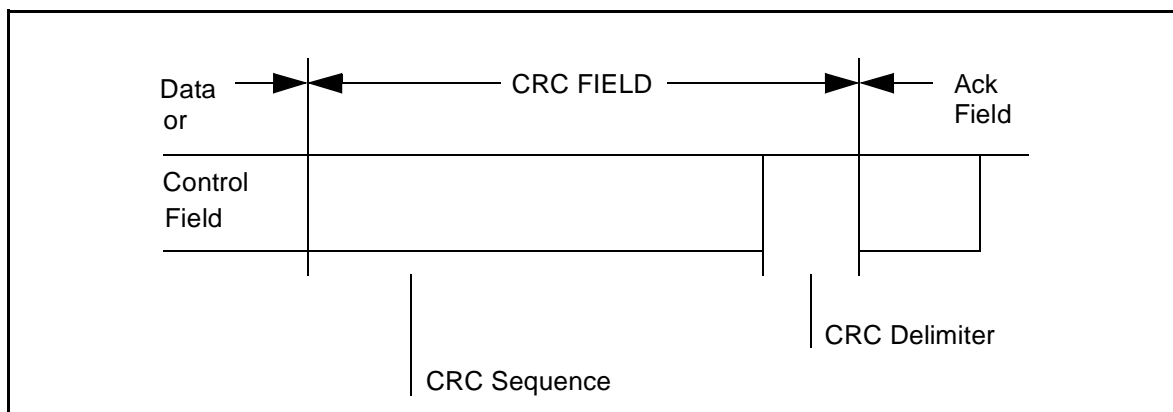 Data
or
CRC FIELD
Ack
Field
Control
Field
CRC Delimiter
CRC Sequence